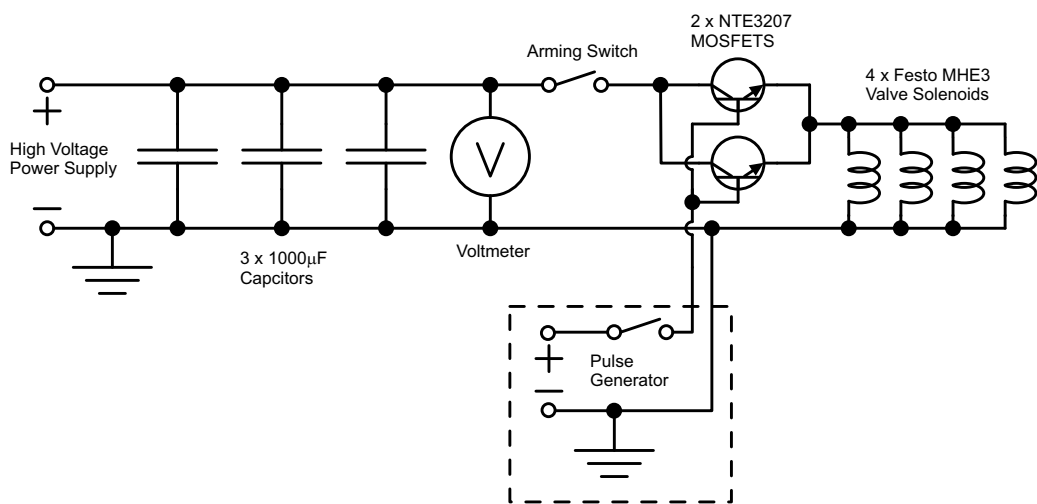 2 x NTE3207
MOSFETS
Arming Switch
4 x Festo MHE3
Valve Solenoids
+
High Voltage
Power Supply
−
V
3 x 1000μF
Capcitors
Voltmeter
+
Pulse
Generator
−